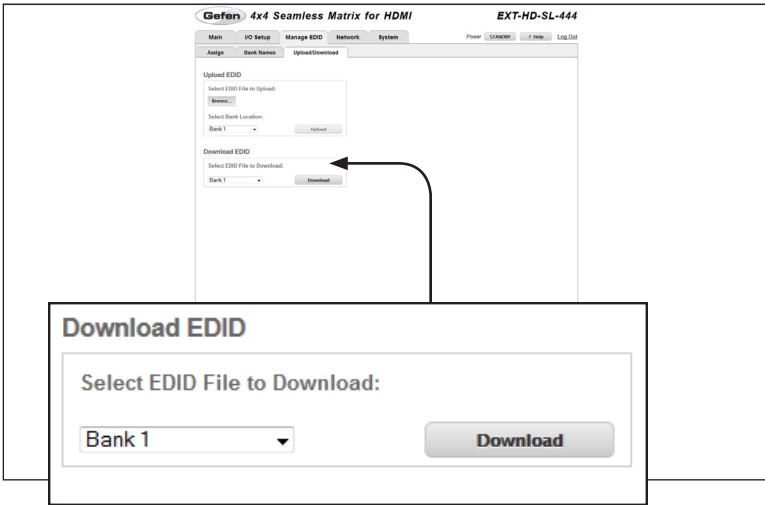 Gefen 4x4 Seamless Matrix for HDMI EXT-HD-SL-444
Main I/O Setup Manage EDID Network System Power STANDBY ? Help Log Out
Assign Bank Names Upload/Download
Upload EDID
Select EDID File to Upload:
Browse...
Select Bank Location:
Bank 1 Upload
Download EDID
Select EDID File to Download:
Bank 1 Download
Download EDID
Select EDID File to Download:
Bank 1 Download